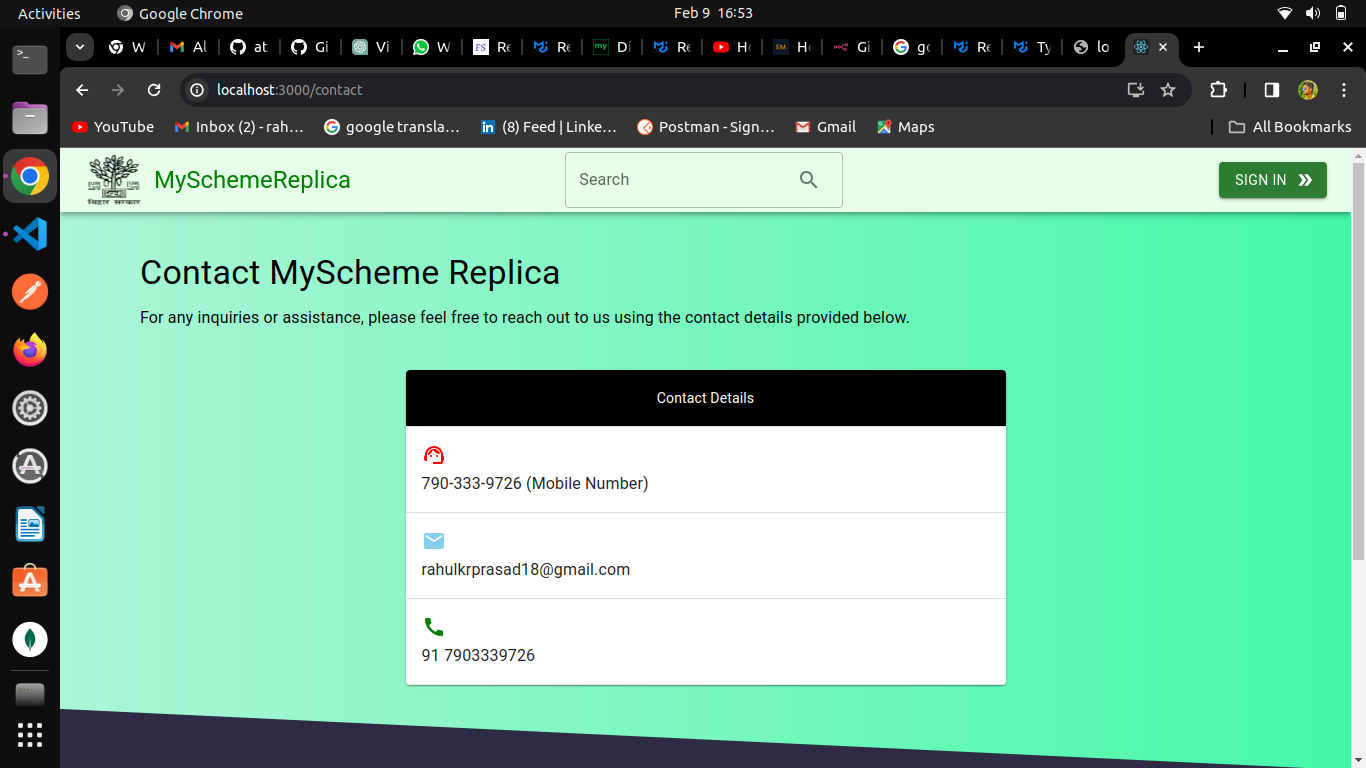 Activities Google Chrome Feb 9 16:53
W Al at Gi Vi W Re Re Di Re Ho H Gi go Re Ty lo
localhost:3000/contact
YouTube Inbox (2) - rah… google transla… (8) Feed | Linke… Postman - Sign… Gmail Maps All Bookmarks
बिहार सरकार
MySchemeReplica Search SIGN IN
Contact MyScheme Replica
For any inquiries or assistance, please feel free to reach out to us using the contact details provided below.
Contact Details
790-333-9726 (Mobile Number)
rahulkrprasad18@gmail.com
91 7903339726